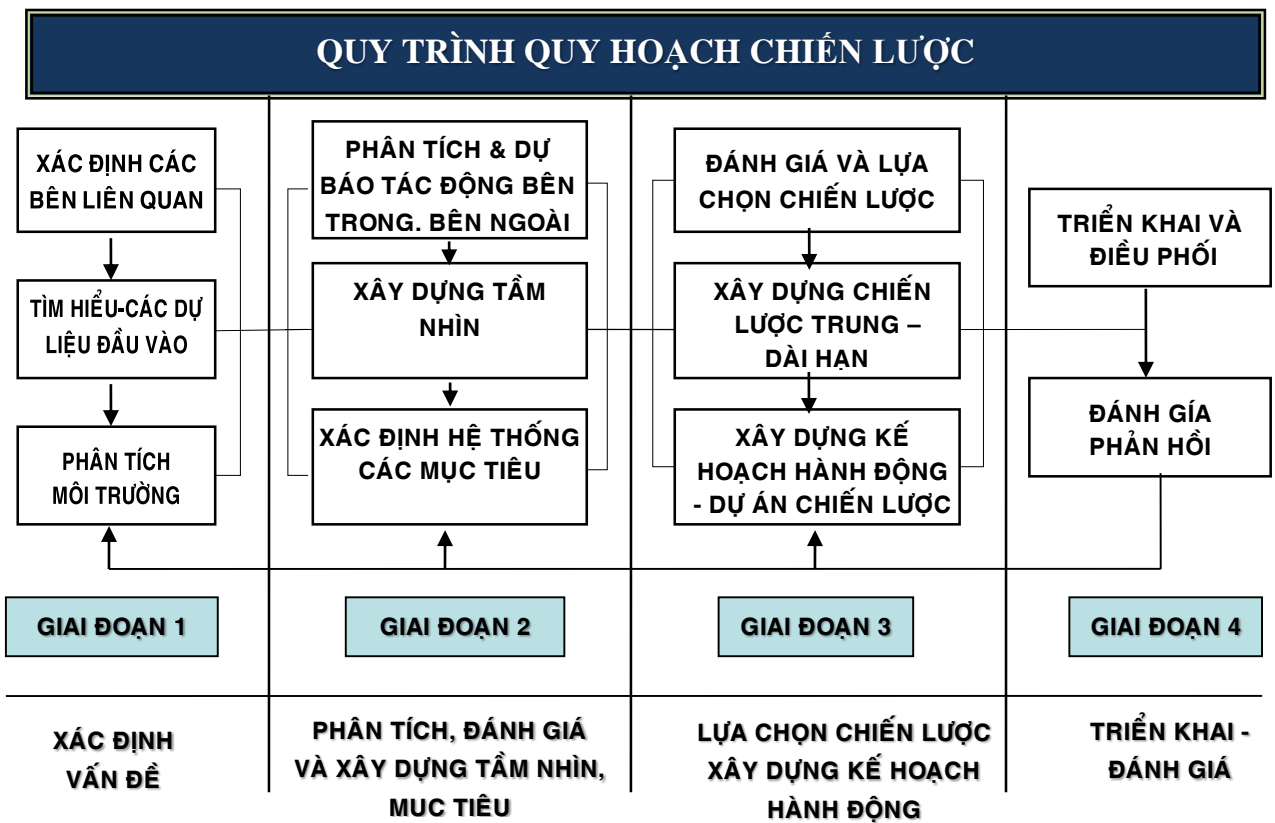 QUY TRÌNH QUY HOẠCH CHIẾN LƯỢC
XÁC ĐỊNH CÁC
BÊN LIÊN QUAN
TÌM HIỂU-CÁC DỰ
LIỆU ĐẦU VÀO
PHÂN TÍCH
MÔI TRƯỜNG
PHÂN TÍCH & DỰ
BÁO TÁC ĐỘNG BÊN
TRONG. BÊN NGOÀI
XÂY DỰNG TẦM
NHÌN
XÁC ĐỊNH HỆ THỐNG
CÁC MỤC TIÊU
ĐÁNH GIÁ VÀ LỰA
CHỌN CHIẾN LƯỢC
XÂY DỰNG CHIẾN
LƯỢC TRUNG –
DÀI HẠN
XÂY DỰNG KẾ
HOẠCH HÀNH ĐỘNG
- DỰ ÁN CHIẾN LƯỢC
TRIỂN KHAI VÀ
ĐIỀU PHỐI
ĐÁNH GÍA
PHẢN HỒI
GIAI ĐOẠN 1
GIAI ĐOẠN 2
GIAI ĐOẠN 3
GIAI ĐOẠN 4
XÁC ĐỊNH
VẤN ĐỀ
PHÂN TÍCH, ĐÁNH GIÁ
VÀ XÂY DỰNG TẦM NHÌN,
MUC TIÊU
LỰA CHỌN CHIẾN LƯỢC
XÂY DỰNG KẾ HOẠCH
HÀNH ĐỘNG
TRIỂN KHAI -
ĐÁNH GIÁ